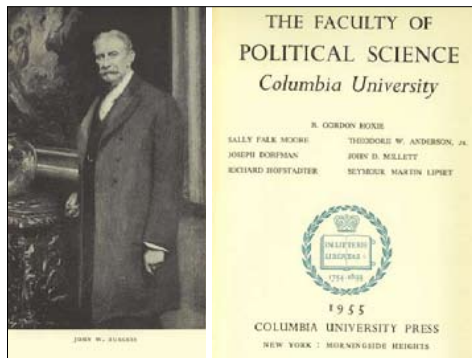 JOHN W. BURGESS
THE FACULTY OF
POLITICAL SCIENCE
Columbia University
R. GORDON HOXIE
SALLY FALK MOORE THEODORE W. ANDERSON, JR.
JOSEPH DORFMAN JOHN D. MILLETT
RICHARD HOFSTADTER SEYMOUR MARTIN LIPSET
IN LITTERIS
LIBERTAS
1754-1955
1955
COLUMBIA UNIVERSITY PRESS
NEW YORK : MORNINGSIDE HEIGHTS